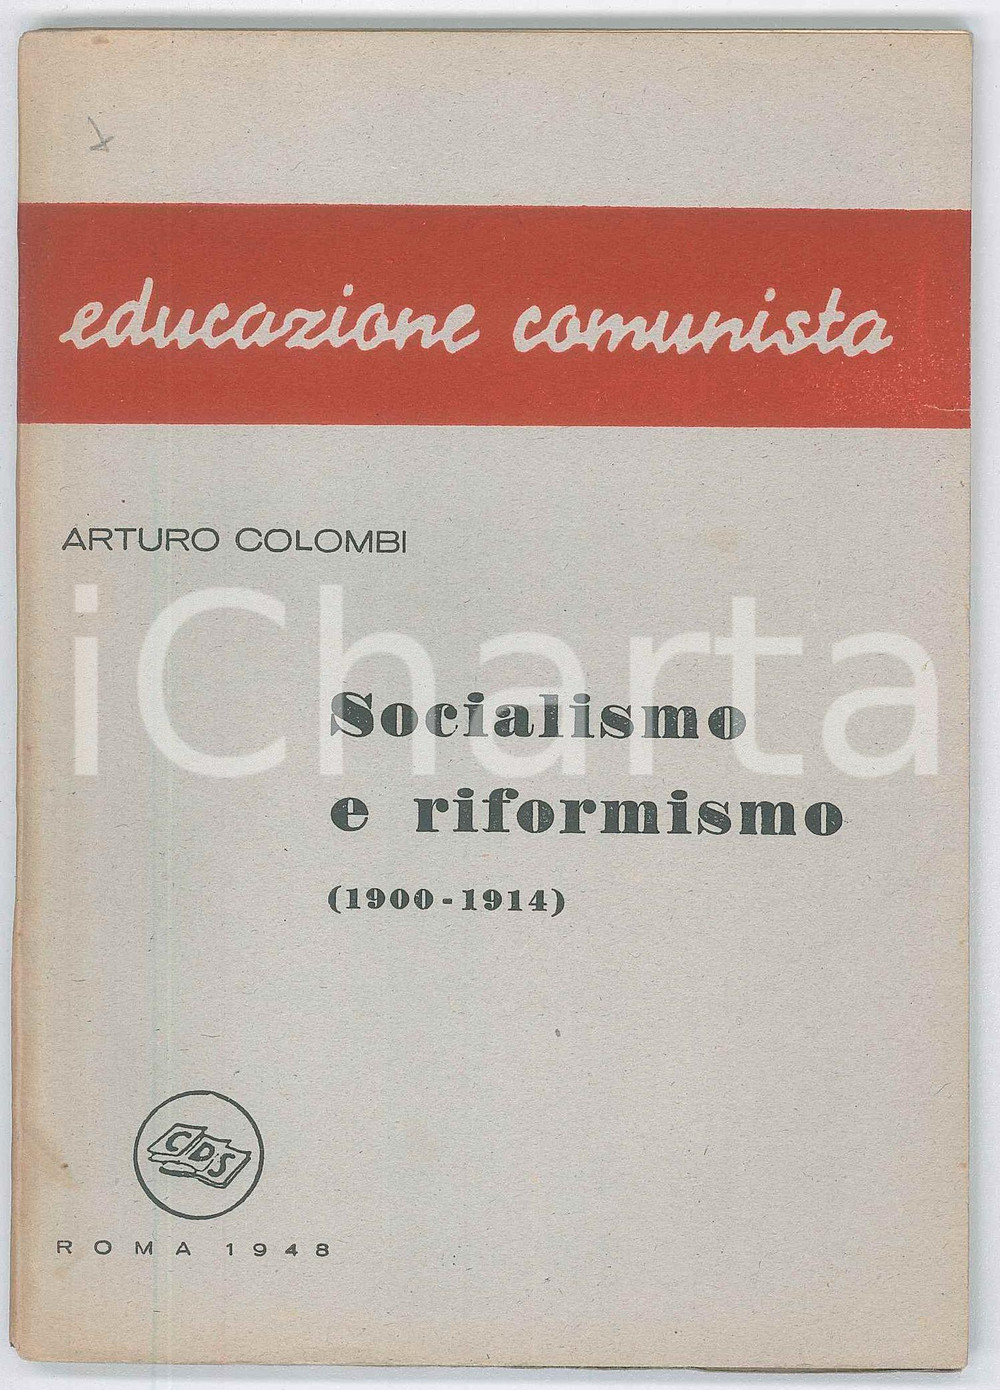 educazione comunista
ARTURO COLOMBI
iCharta
Socialismo
e riformismo
(1900-1914)
CDS
ROMA 1948